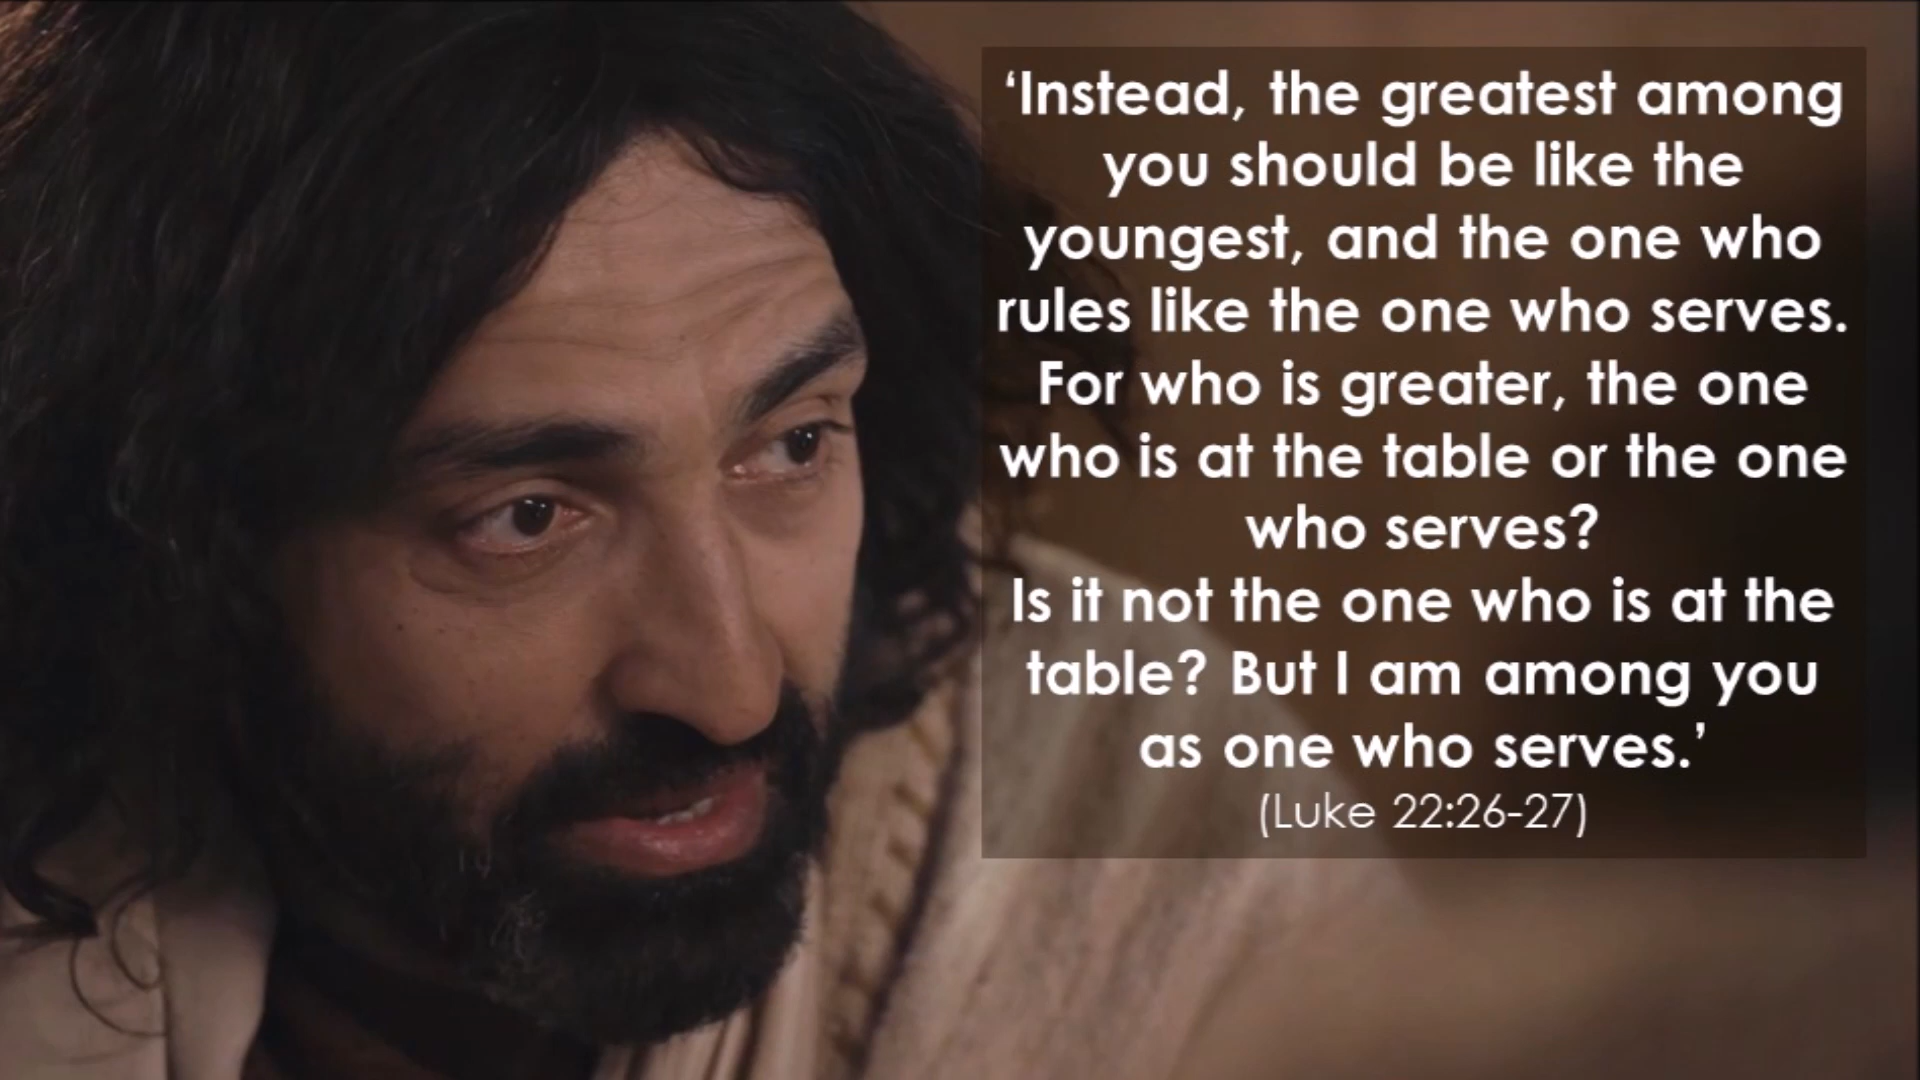 ‘Instead, the greatest among
you should be like the
youngest, and the one who
rules like the one who serves.
For who is greater, the one
who is at the table or the one
who serves?
Is it not the one who is at the
table? But I am among you
as one who serves.’
(Luke 22:26-27)